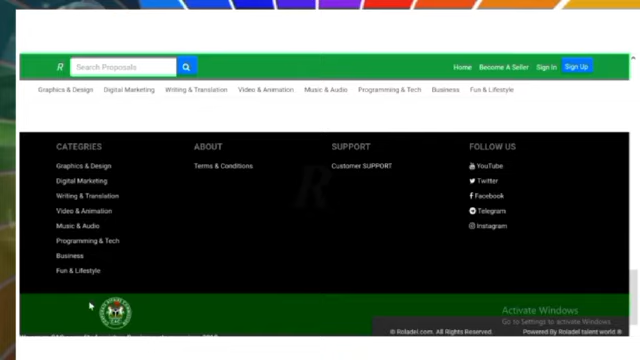 R Search Proposals Home Become A Seller Sign In Sign Up
Graphics & Design Digital Marketing Writing & Translation Video & Animation Music & Audio Programming & Tech Business Fun & Lifestyle
CATEGRIES ABOUT SUPPORT FOLLOW US
Graphics & Design Terms & Conditions Customer SUPPORT YouTube
Digital Marketing Twitter
Writing & Translation Facebook
Video & Animation Telegram
Music & Audio Instagram
Programming & Tech
Business
Fun & Lifestyle
R
Activate Windows
Go to Settings to activate Windows.
© Roladel.com. All Rights Reserved. Powered By Roladel talent world ®